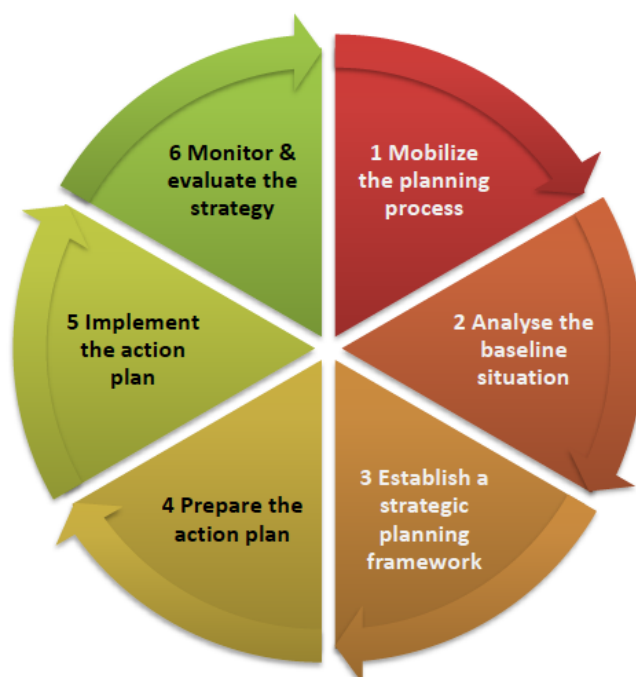 1 Mobilize
the planning
process
2 Analyse the
baseline
situation
3 Establish a
strategic
planning
framework
4 Prepare the
action plan
5 Implement
the action
plan
6 Monitor &
evaluate the
strategy